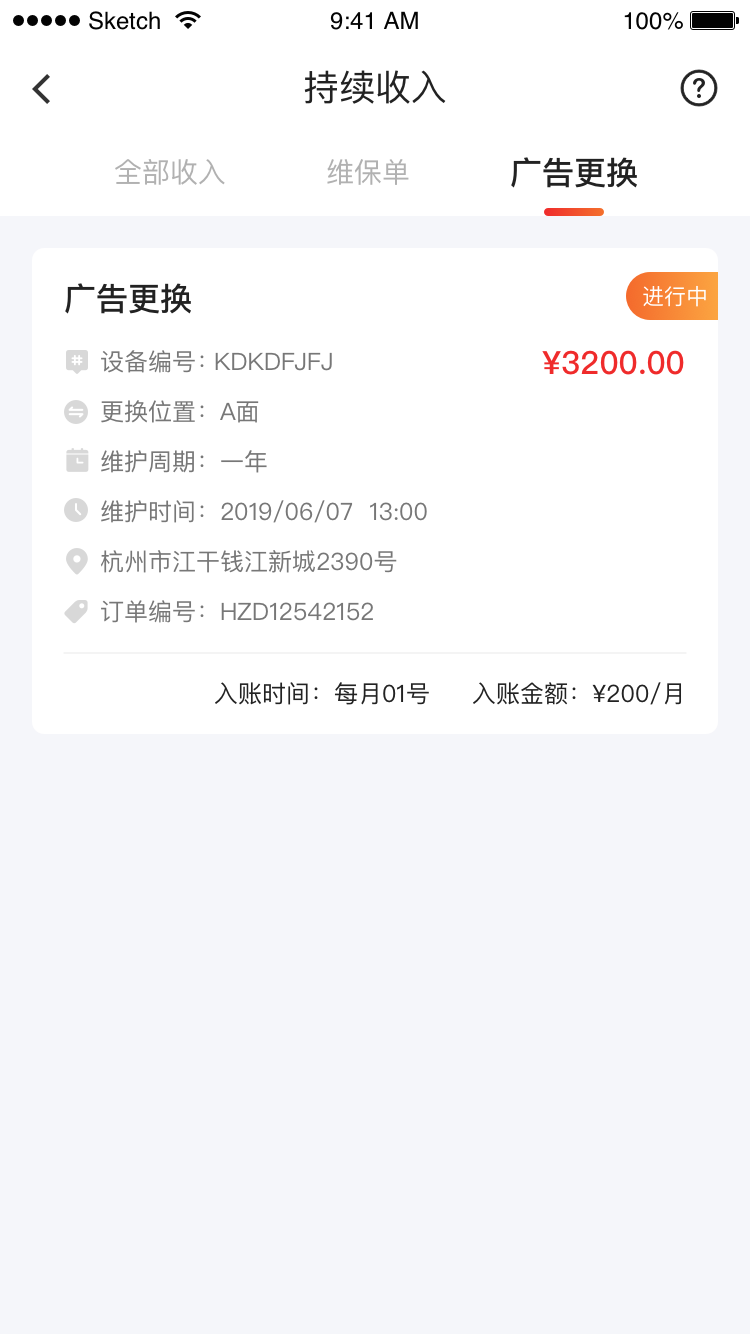 Sketch 9:41 AM 100%
持续收入
全部收入 维保单 广告更换
广告更换 进行中
设备编号：KDKDFJFJ ¥3200.00
更换位置：A面
维护周期：一年
维护时间：2019/06/07 13:00
杭州市江干钱江新城2390号
订单编号：HZD12542152
入账时间：每月01号 入账金额：¥200/月